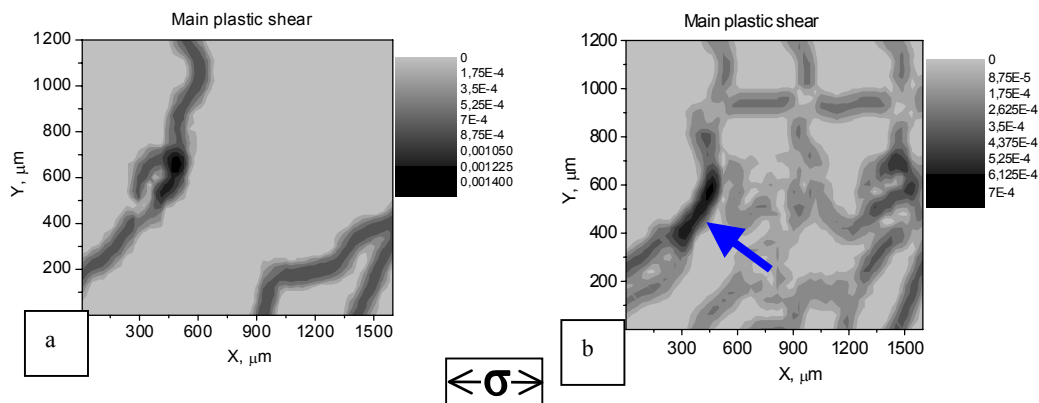 Main plastic shear
1200
1000
800
600
400
200
Y, μm
300 600 900 1200 1500
X, μm
0
1,75E-4
3,5E-4
5,25E-4
7E-4
8,75E-4
0,001050
0,001225
0,001400
a
Main plastic shear
1200
1000
800
600
400
200
Y, μm
300 600 900 1200 1500
X, μm
0
8,75E-5
1,75E-4
2,625E-4
3,5E-4
4,375E-4
5,25E-4
6,125E-4
7E-4
b
σ